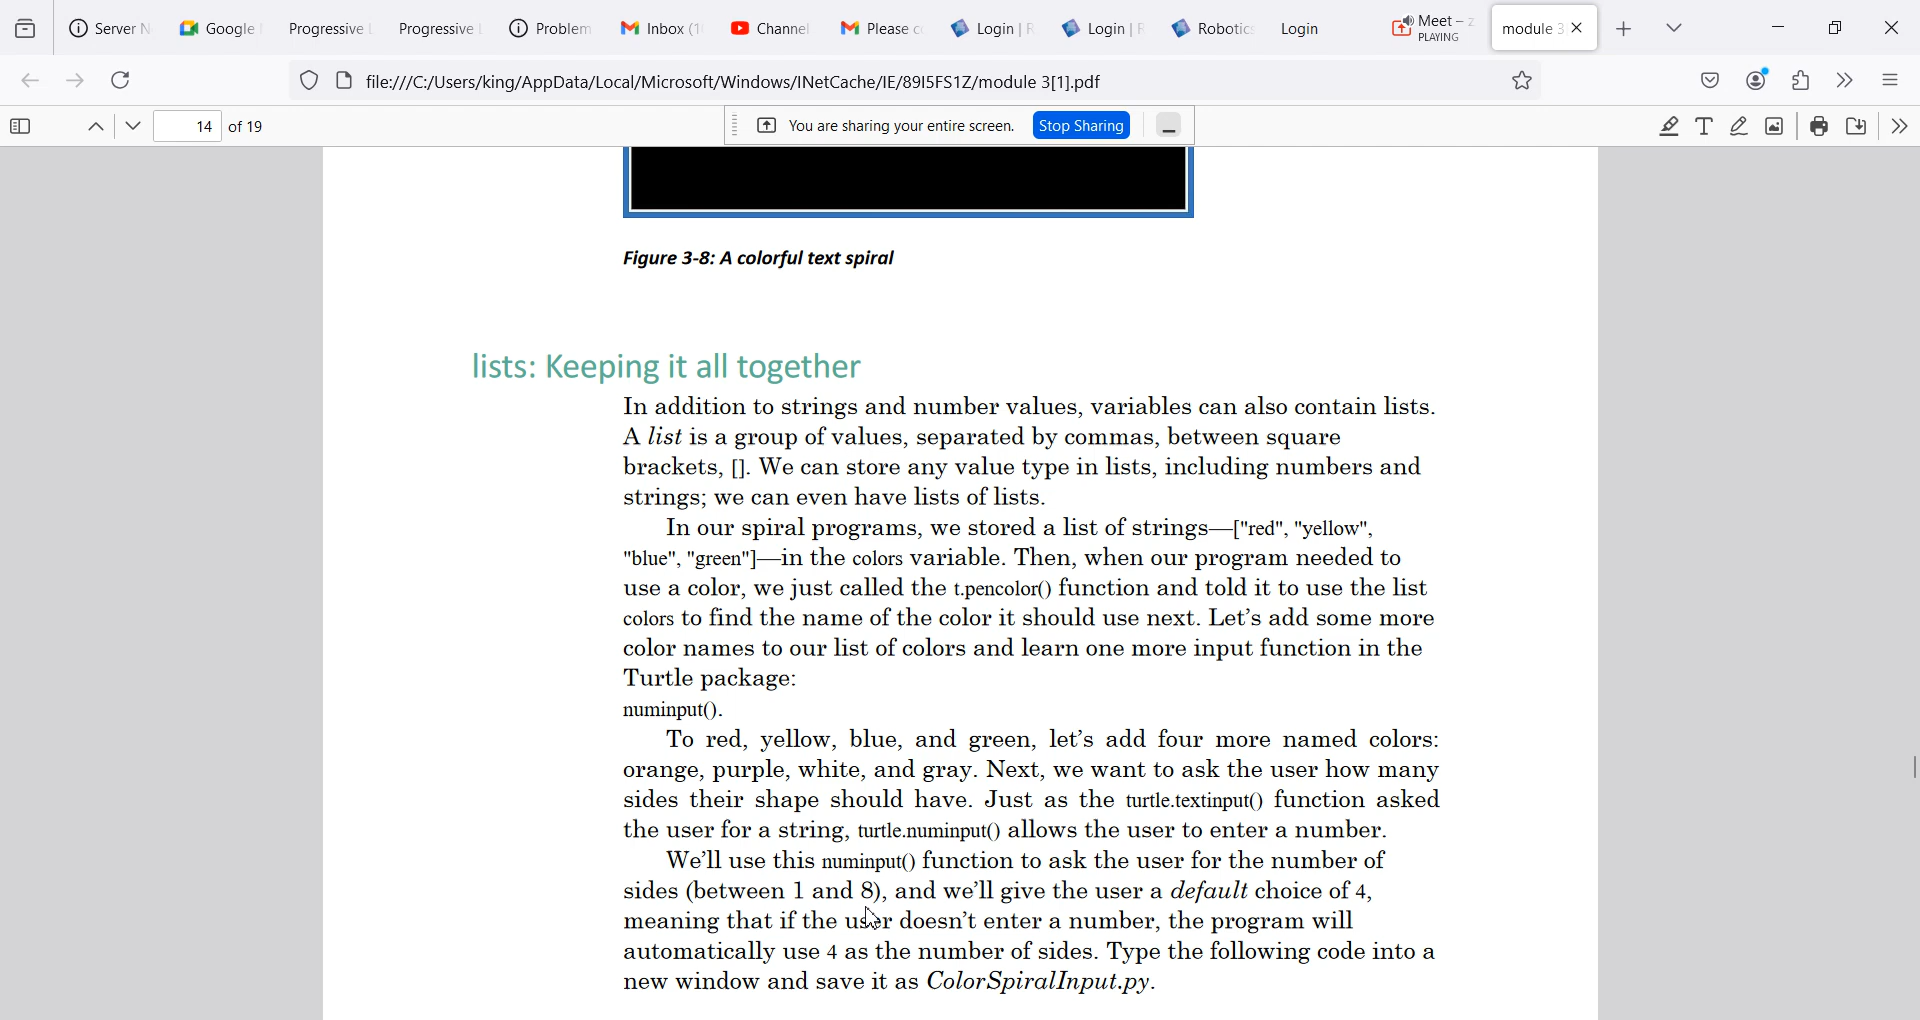 Server N
Google
Progressive
Progressive
Problem
Inbox (1
Channel
Please c
Login | R
Login | R
Robotic
Login
Meet –
PLAYING
module 3
file:///C:/Users/king/AppData/Local/Microsoft/Windows/INetCache/IE/89I5FS1Z/module 3[1].pdf
14 of 19
You are sharing your entire screen.
Stop Sharing
Figure 3-8: A colorful text spiral
lists: Keeping it all together
In addition to strings and number values, variables can also contain lists.
A list is a group of values, separated by commas, between square
brackets, []. We can store any value type in lists, including numbers and
strings; we can even have lists of lists.
In our spiral programs, we stored a list of strings—["red", "yellow",
"blue", "green"]—in the colors variable. Then, when our program needed to
use a color, we just called the t.pencolor() function and told it to use the list
colors to find the name of the color it should use next. Let’s add some more
color names to our list of colors and learn one more input function in the
Turtle package:
numinput().
To red, yellow, blue, and green, let’s add four more named colors:
orange, purple, white, and gray. Next, we want to ask the user how many
sides their shape should have. Just as the turtle.textinput() function asked
the user for a string, turtle.numinput() allows the user to enter a number.
We’ll use this numinput() function to ask the user for the number of
sides (between 1 and 8), and we’ll give the user a default choice of 4,
meaning that if the user doesn’t enter a number, the program will
automatically use 4 as the number of sides. Type the following code into a
new window and save it as ColorSpiralInput.py.